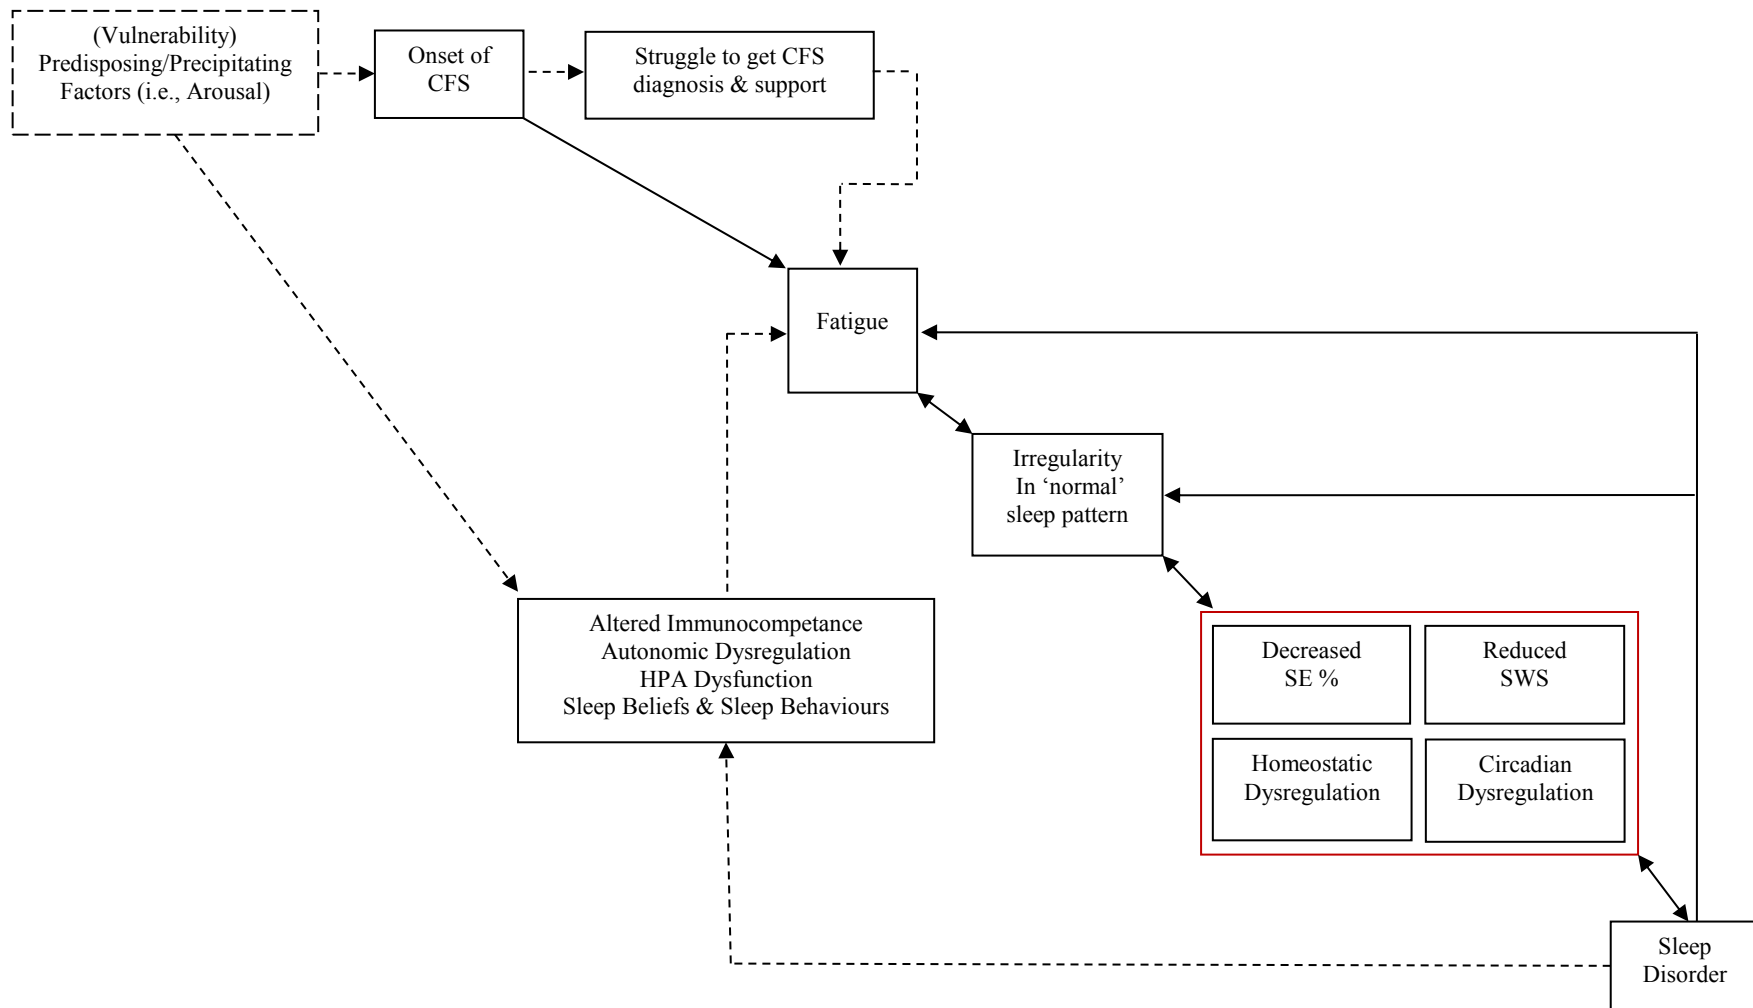 (Vulnerability)
Predisposing/Precipitating
Factors (i.e., Arousal)
Onset of
CFS
Struggle to get CFS
diagnosis & support
Fatigue
Irregularity
In ‘normal’
sleep pattern
Altered Immunocompetance
Autonomic Dysregulation
HPA Dysfunction
Sleep Beliefs & Sleep Behaviours
Decreased
SE %
Reduced
SWS
Homeostatic
Dysregulation
Circadian
Dysregulation
Sleep
Disorder